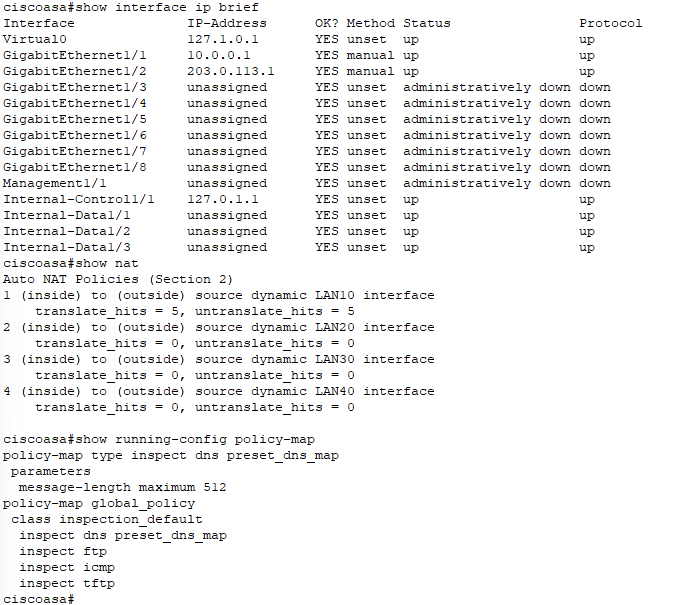 ciscoasa#show interface ip brief
Interface IP-Address OK? Method Status Protocol
Virtual0 127.1.0.1 YES unset up up
GigabitEthernet1/1 10.0.0.1 YES manual up up
GigabitEthernet1/2 203.0.113.1 YES manual up up
GigabitEthernet1/3 unassigned YES unset administratively down down
GigabitEthernet1/4 unassigned YES unset administratively down down
GigabitEthernet1/5 unassigned YES unset administratively down down
GigabitEthernet1/6 unassigned YES unset administratively down down
GigabitEthernet1/7 unassigned YES unset administratively down down
GigabitEthernet1/8 unassigned YES unset administratively down down
Management1/1 unassigned YES unset administratively down down
Internal-Control1/1 127.0.1.1 YES unset up up
Internal-Data1/1 unassigned YES unset up up
Internal-Data1/2 unassigned YES unset up up
Internal-Data1/3 unassigned YES unset up up
ciscoasa#show nat
Auto NAT Policies (Section 2)
1 (inside) to (outside) source dynamic LAN10 interface
translate_hits = 5, untranslate_hits = 5
2 (inside) to (outside) source dynamic LAN20 interface
translate_hits = 0, untranslate_hits = 0
3 (inside) to (outside) source dynamic LAN30 interface
translate_hits = 0, untranslate_hits = 0
4 (inside) to (outside) source dynamic LAN40 interface
translate_hits = 0, untranslate_hits = 0
ciscoasa#show running-config policy-map
policy-map type inspect dns preset_dns_map
parameters
message-length maximum 512
policy-map global_policy
class inspection_default
inspect dns preset_dns_map
inspect ftp
inspect icmp
inspect tftp
ciscoasa#